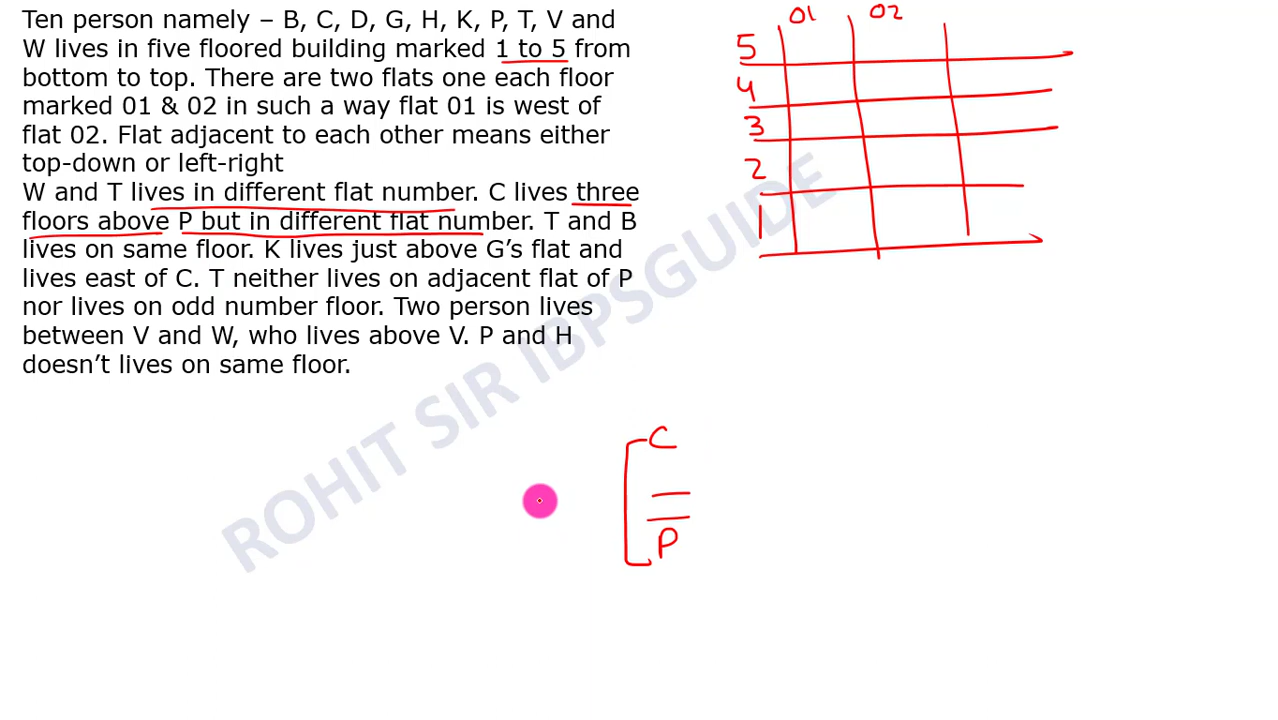 Ten person namely – B, C, D, G, H, K, P, T, V and
W lives in five floored building marked 1 to 5 from
bottom to top. There are two flats one each floor
marked 01 & 02 in such a way flat 01 is west of
flat 02. Flat adjacent to each other means either
top-down or left-right
W and T lives in different flat number. C lives three
floors above P but in different flat number. T and B
lives on same floor. K lives just above G’s flat and
lives east of C. T neither lives on adjacent flat of P
nor lives on odd number floor. Two person lives
between V and W, who lives above V. P and H
doesn’t lives on same floor.
01 02
5
4
3
2
1
C
P
ROHIT SIR IBPSGUIDE